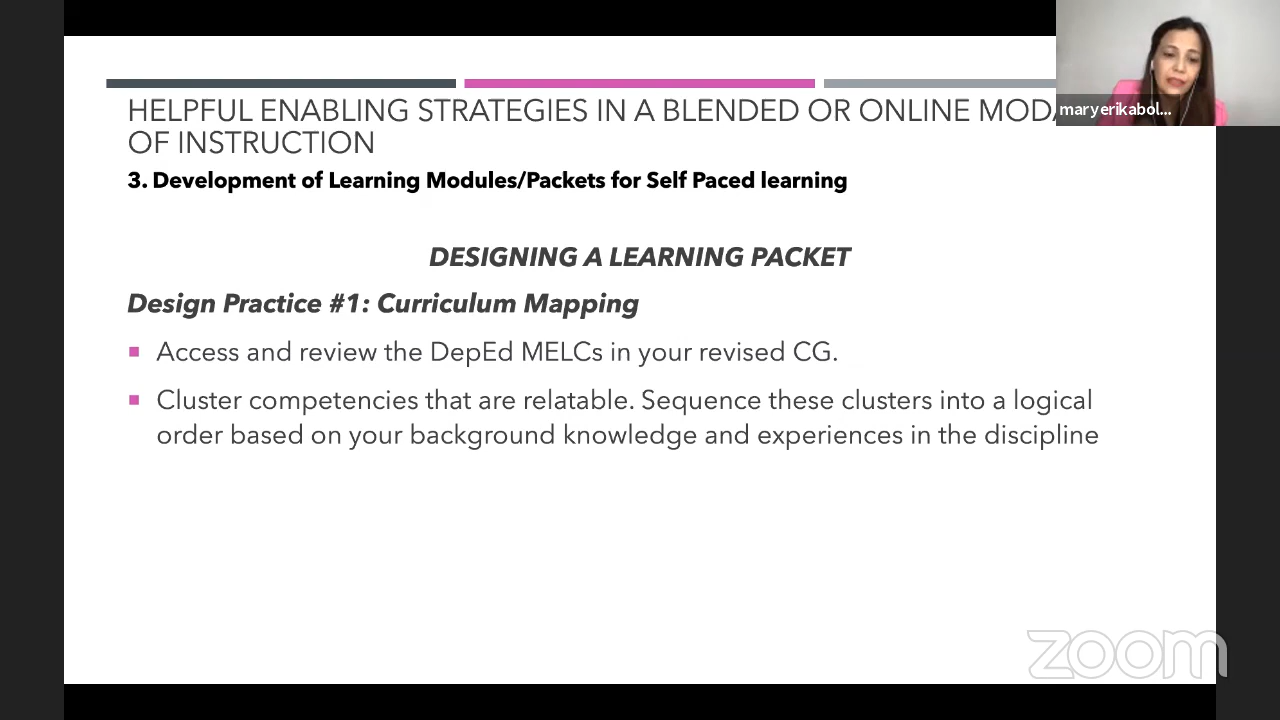 HELPFUL ENABLING STRATEGIES IN A BLENDED OR ONLINE
OF INSTRUCTION
3. Development of Learning Modules/Packets for Self Paced learning
DESIGNING A LEARNING PACKET
Design Practice #1: Curriculum Mapping
Access and review the DepEd MELCs in your revised CG.
Cluster competencies that are relatable. Sequence these clusters into a logical
order based on your background knowledge and experiences in the discipline
maryerikabol...
zoom